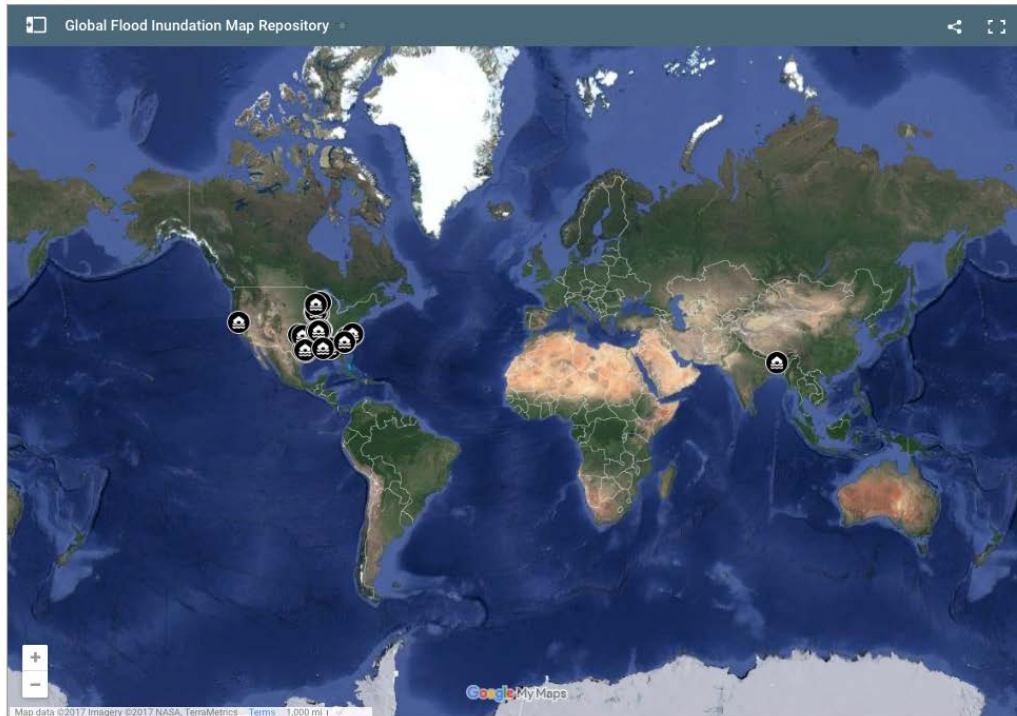 Global Flood Inundation Map Repository
Google My Maps
Map data ©2017 Imagery ©2017 NASA, TerraMetrics Terms 1,000 mi